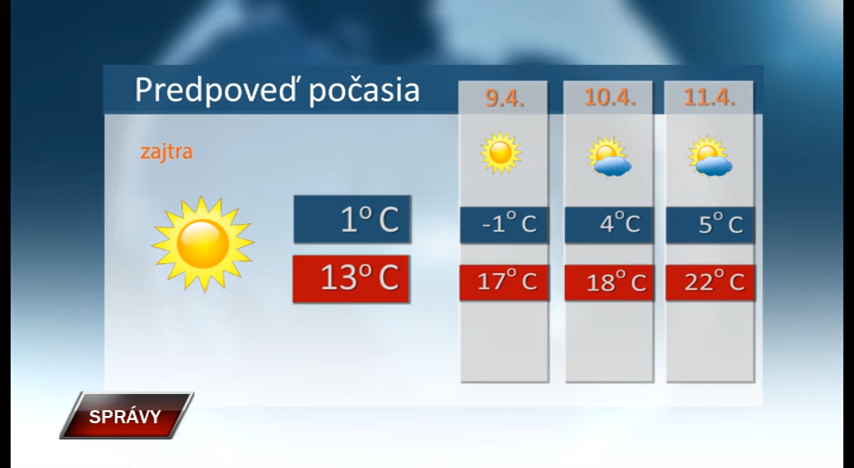 Predpoveď počasia
zajtra
1° C
13° C
9.4. 10.4. 11.4.
-1° C 4°C 5° C
17° C 18° C 22° C
SPRÁVY